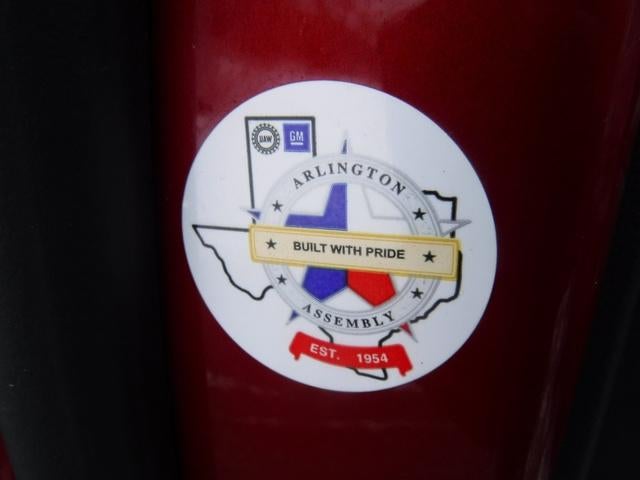 UAW
GM
ARLINGTON
BUILT WITH PRIDE
ASSEMBLY
EST. 1954